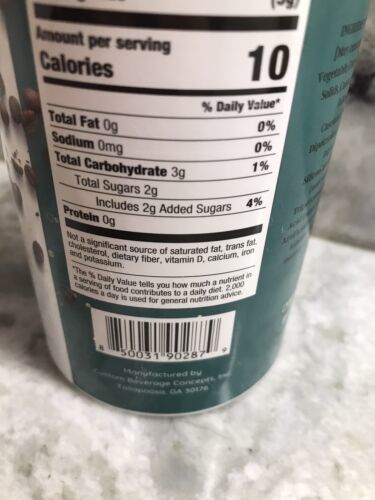 (3g)
Amount per serving
Calories 10
% Daily Value*
Total Fat 0g 0%
Sodium 0mg 0%
Total Carbohydrate 3g 1%
Total Sugars 2g
Includes 2g Added Sugars 4%
Protein 0g
Not a significant source of saturated fat, trans fat,
cholesterol, dietary fiber, vitamin D, calcium, iron
and potassium.
*The % Daily Value tells you how much a nutrient in
a serving of food contributes to a daily diet. 2,000
calories a day is used for general nutrition advice.
8 50031 90287 9
Manufactured by
Custom Beverage Concepts, Inc.
Tallapoosa, GA 30176
Vegetable
Solids,